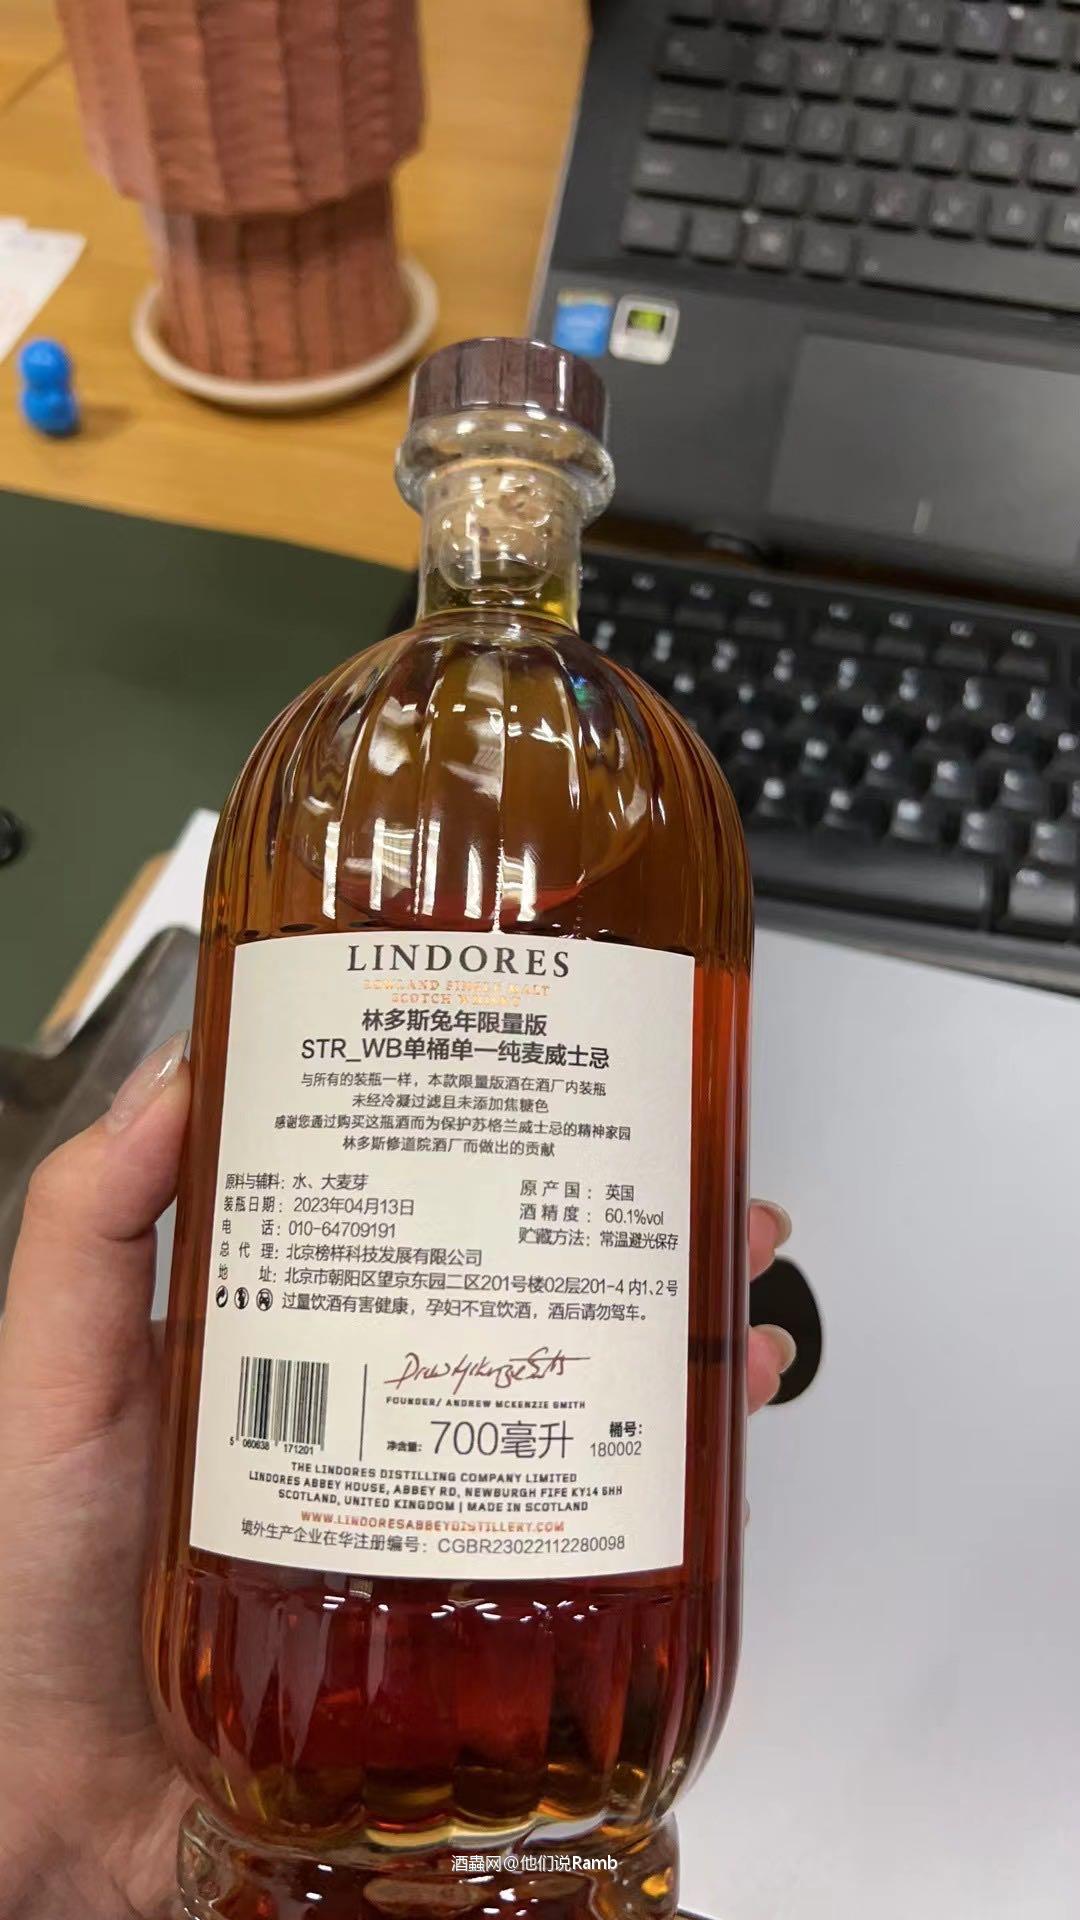 LINDORES
LOWLAND SINGLE MALT
SCOTCH WHISKY
林多斯兔年限量版
STR_WB单桶单一纯麦威士忌
与所有的装瓶一样，本款限量版酒在酒厂内装瓶
未经冷凝过滤且未添加焦糖色
感谢您通过购买这瓶酒而为保护苏格兰威士忌的精神家园
林多斯修道院酒厂而做出的贡献
原料与辅料：水、大麦芽
装瓶日期：2023年04月13日
电 话：010-64709191
原产国：英国
酒精度：60.1%vol
贮藏方法：常温避光保存
总代理：北京榜样科技发展有限公司
地 址：北京市朝阳区望京东园二区201号楼02层201-4内1、2号
过量饮酒有害健康，孕妇不宜饮酒，酒后请勿驾车。
5 060638 171201
FOUNDER/ ANDREW MCKENZIE SMITH
净含量：700毫升
桶号：
180002
THE LINDORES DISTILLING COMPANY LIMITED
LINDORES ABBEY HOUSE, ABBEY RD, NEWBURGH FIFE KY14 6HH
SCOTLAND, UNITED KINGDOM | MADE IN SCOTLAND
WWW.LINDORESABBEYDISTILLERY.COM
境外生产企业在华注册编号：CGBR23022112280098
酒蟲网@他们说Ramb